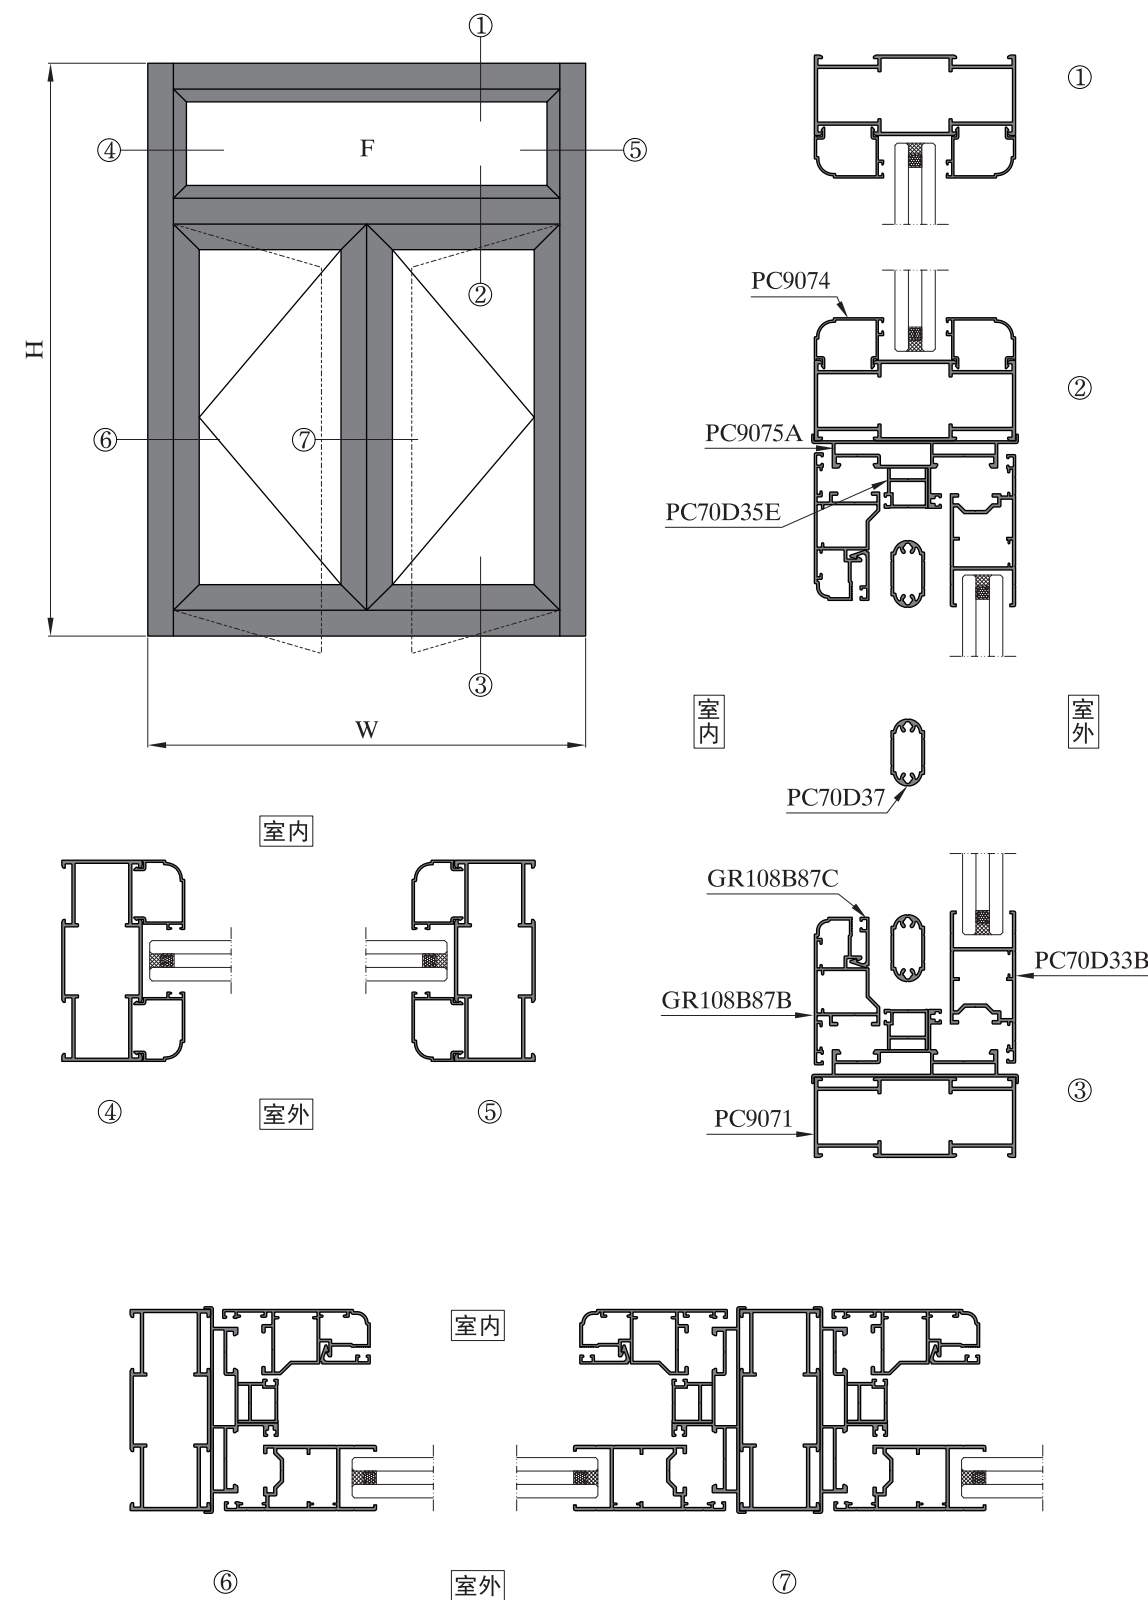 ①
①
④
F
⑤
H
②
PC9074
②
PC9075A
⑥
⑦
PC70D35E
③
室内
室外
W
PC70D37
室内
GR108B87C
PC70D33B
GR108B87B
④
室外
⑤
③
PC9071
室内
⑥
室外
⑦